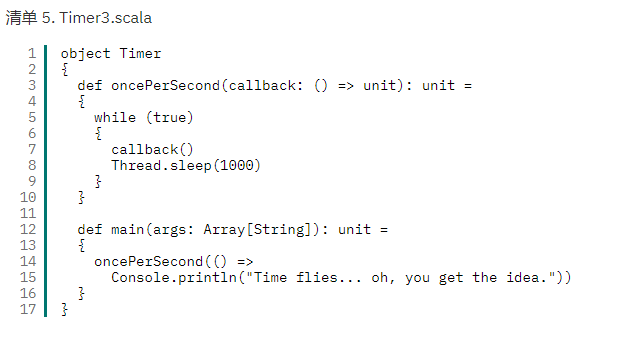 清单 5. Timer3.scala
1 object Timer
2 {
3   def oncePerSecond(callback: () => unit): unit =
4   {
5     while (true)
6     {
7       callback()
8       Thread.sleep(1000)
9     }
10   }
11
12   def main(args: Array[String]): unit =
13   {
14     oncePerSecond(() =>
15       Console.println("Time flies... oh, you get the idea."))
16   }
17 }